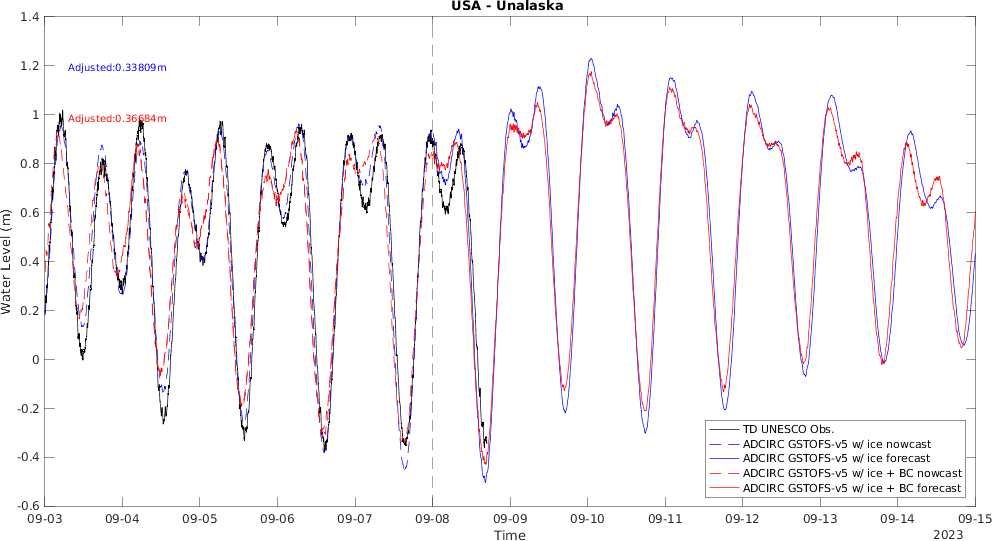 USA - Unalaska
1.4
1.2
1
0.8
0.6
0.4
0.2
0
-0.2
-0.4
-0.6
Water Level (m)
Adjusted:0.33809m
Adjusted:0.36684m
TD UNESCO Obs.
ADCIRC GSTOFS-v5 w/ ice nowcast
ADCIRC GSTOFS-v5 w/ ice forecast
ADCIRC GSTOFS-v5 w/ ice + BC nowcast
ADCIRC GSTOFS-v5 w/ ice + BC forecast
09-03 09-04 09-05 09-06 09-07 09-08 09-09 09-10 09-11 09-12 09-13 09-14 09-15
Time
2023